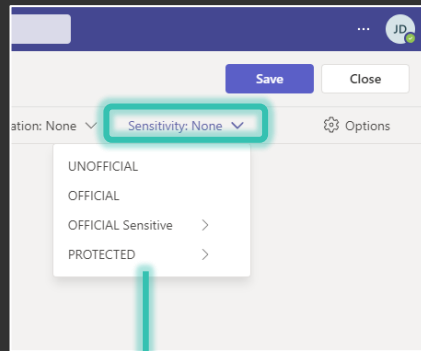 ... JD
Save Close
ation: None Sensitivity: None Options
UNOFFICIAL
OFFICIAL
OFFICIAL Sensitive
PROTECTED